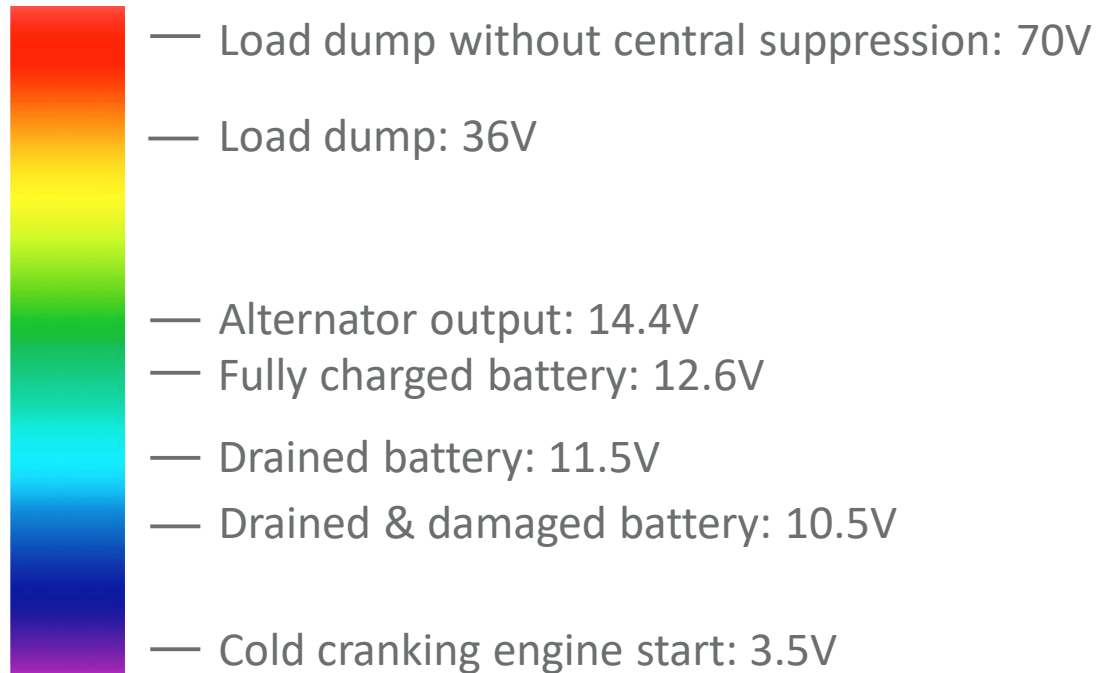 Load dump without central suppression: 70V
Load dump: 36V
Alternator output: 14.4V
Fully charged battery: 12.6V
Drained battery: 11.5V
Drained & damaged battery: 10.5V
Cold cranking engine start: 3.5V